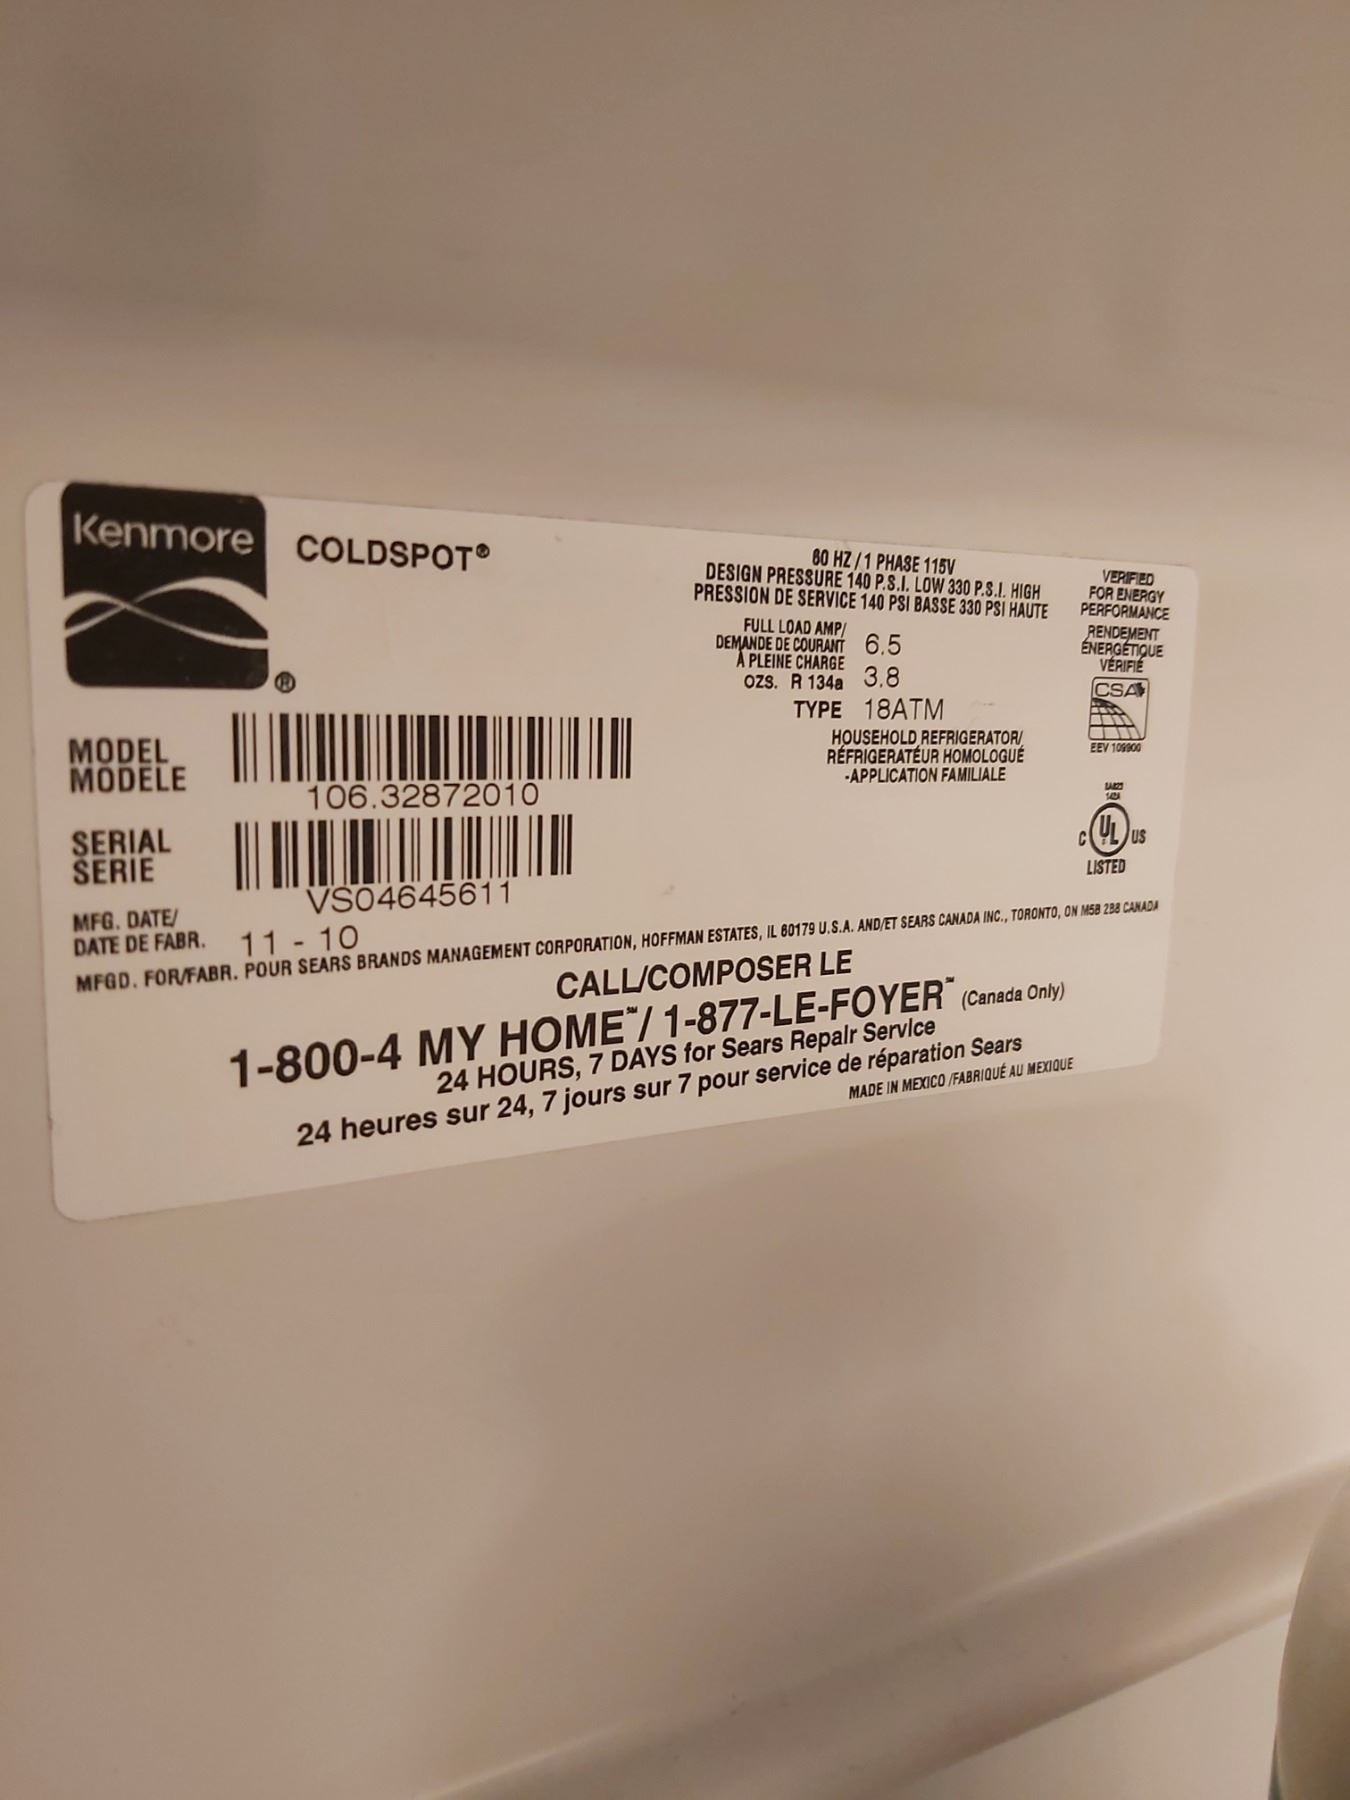 Kenmore
®
COLDSPOT®
60 HZ / 1 PHASE 115V
DESIGN PRESSURE 140 P.S.I. LOW 330 P.S.I. HIGH
PRESSION DE SERVICE 140 PSI BASSE 330 PSI HAUTE
FULL LOAD AMP/
DEMANDE DE COURANT 6.5
À PLEINE CHARGE
OZS. R 134a 3.8
TYPE 18ATM
HOUSEHOLD REFRIGERATOR/
RÉFRIGERATÉUR HOMOLOGUÉ
-APPLICATION FAMILIALE
VERIFIED
FOR ENERGY
PERFORMANCE
RENDEMENT
ÉNERGÉTIQUE
VÉRIFIÉ
CSA
EEV 109900
SA823
142A
C UL US
LISTED
MODEL
MODÈLE
106.32872010
SERIAL
SÉRIE
VS04645611
MFG. DATE/
DATE DE FABR. 11 - 10
MFGD. FOR/FABR. POUR SEARS BRANDS MANAGEMENT CORPORATION, HOFFMAN ESTATES, IL 60179 U.S.A. AND/ET SEARS CANADA INC., TORONTO, ON M5B 2B8 CANADA
CALL/COMPOSER LE
1-800-4 MY HOME℠/ 1-877-LE-FOYER™ (Canada Only)
24 HOURS, 7 DAYS for Sears Repair Service
24 heures sur 24, 7 jours sur 7 pour service de réparation Sears
MADE IN MEXICO /FABRIQUÉ AU MEXIQUE